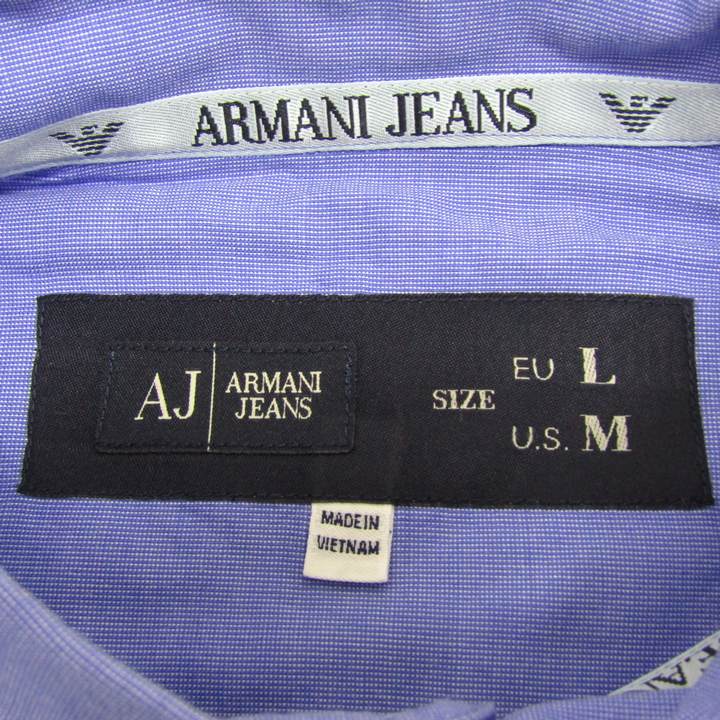 ARMANI JEANS
AJ
ARMANI
JEANS
SIZE
EU L
U.S. M
MADE IN
VIETNAM